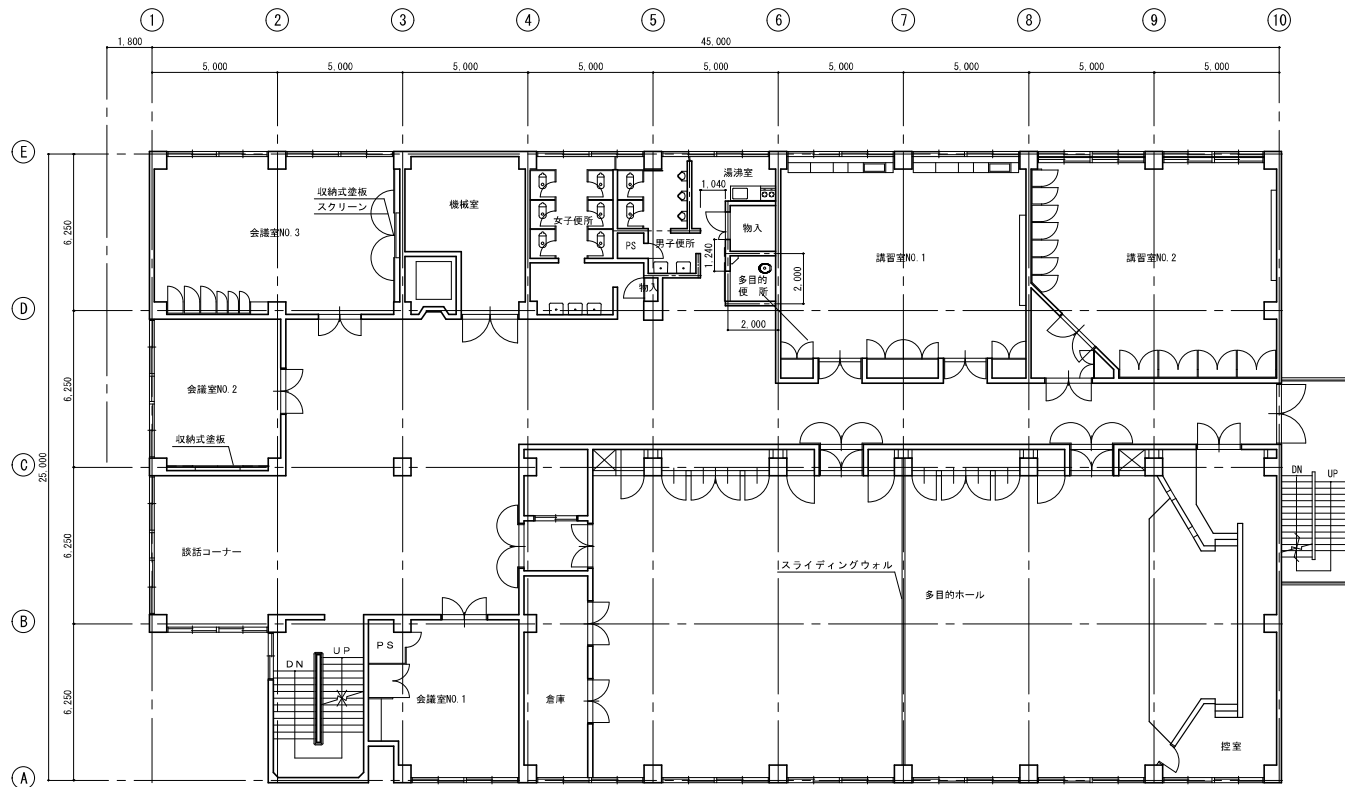 1 2 3 4 5 6 7 8 9 10
1,800 45,000
5,000 5,000 5,000 5,000 5,000 5,000 5,000 5,000 5,000
E
D
C
B
A
25,000
6,250
6,250
6,250
6,250
会議室NO.3
収納式塗板
スクリーン
機械室
女子便所
男子便所
PS
物入
湯沸室
1,040
物入
1,240
多目的
便 所
2,000
2,000
講習室NO.1
講習室NO.2
会議室NO.2
収納式塗板
談話コーナー
スライディングウォル
多目的ホール
DN UP
DN UP
PS
会議室NO.1
倉庫
控室